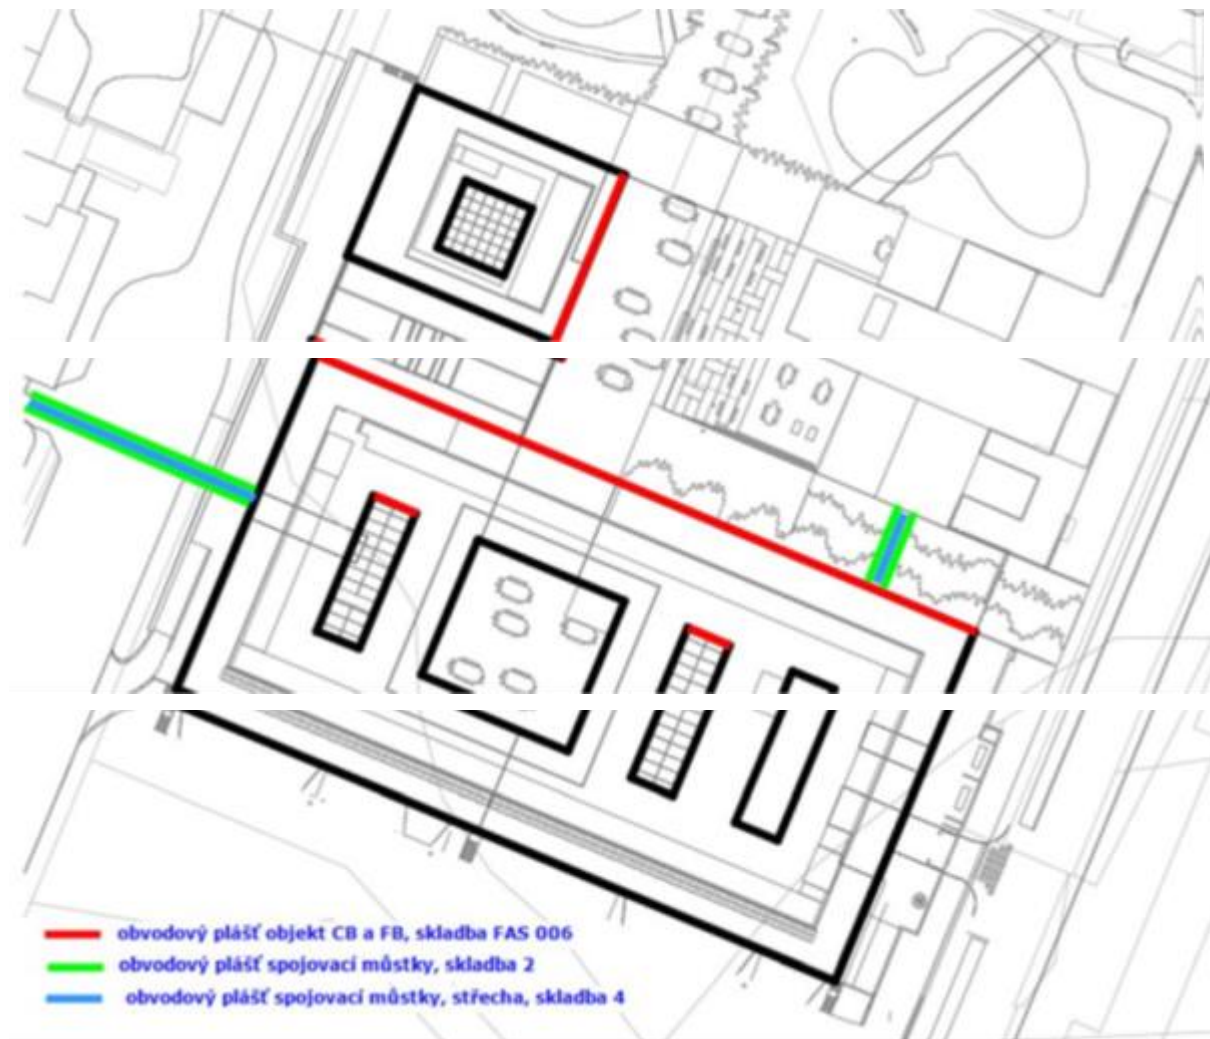 obvodový plášť objekt CB a FB, skladba FAS 006
obvodový plášť spojovací můstky, skladba 2
obvodový plášť spojovací můstky, střecha, skladba 4